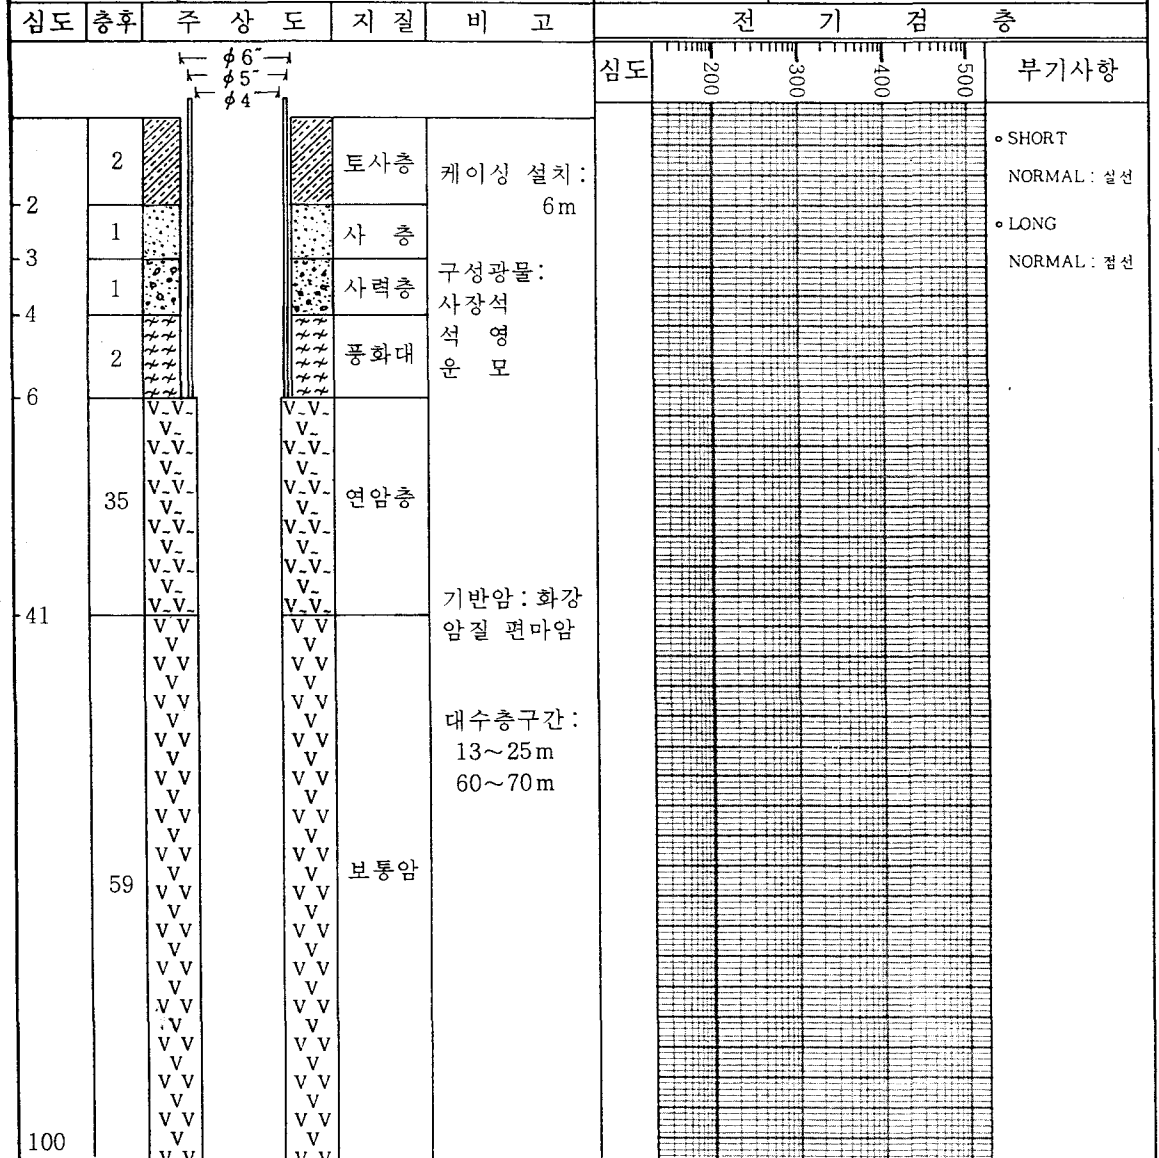 심도 층후 주 상 도 지 질 비 고 전 기 검 층
φ6″
φ5″
φ4″
심도 200 300 400 500 부기사항
2 토사층 케이싱 설치:
6m
2
1 사 층
3
1 사력층
4
2 풍화대
6
구성광물:
사장석
석 영
운 모
35 연암층
41
기반암: 화강
암질 편마암
대수층구간:
13~25m
60~70m
59 보통암
100
∘ SHORT
NORMAL: 실선
∘ LONG
NORMAL: 점선